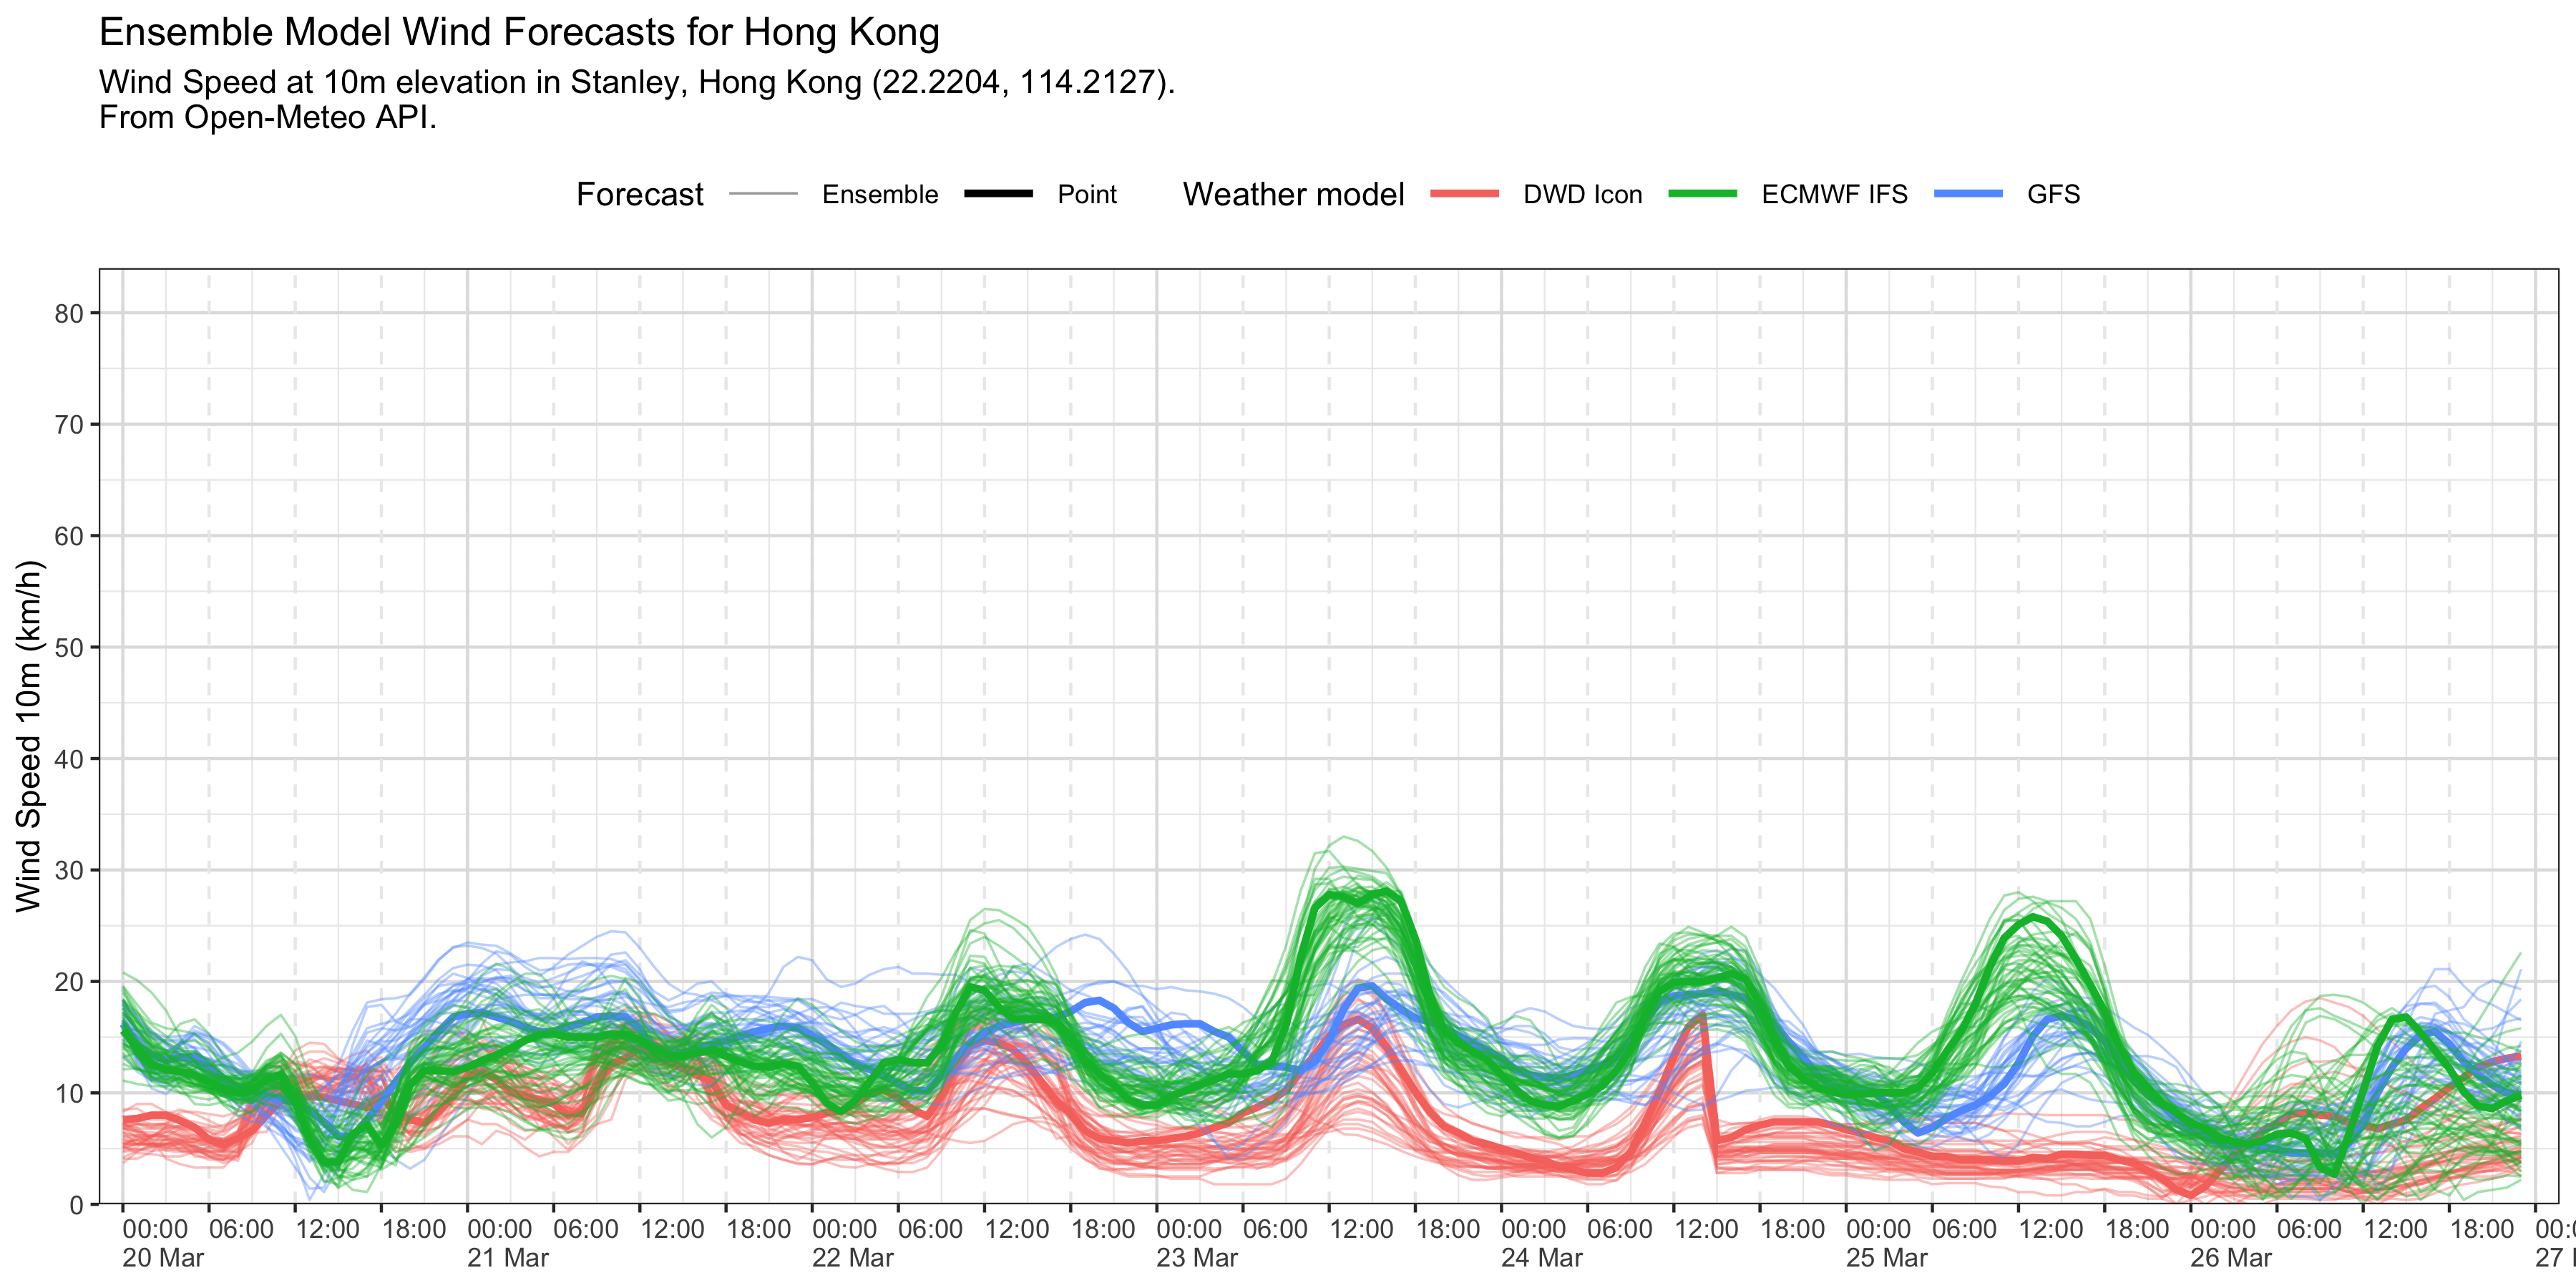 Ensemble Model Wind Forecasts for Hong Kong
Wind Speed at 10m elevation in Stanley, Hong Kong (22.2204, 114.2127).
From Open-Meteo API.
Forecast Ensemble Point Weather model DWD Icon ECMWF IFS GFS
Wind Speed 10m (km/h)
80
70
60
50
40
30
20
10
0
00:00 06:00 12:00 18:00 00:00 06:00 12:00 18:00 00:00 06:00 12:00 18:00 00:00 06:00 12:00 18:00 00:00 06:00 12:00 18:00 00:00 06:00 12:00 18:00 00:00 06:00 12:00 18:00
20 Mar 21 Mar 22 Mar 23 Mar 24 Mar 25 Mar 26 Mar 27